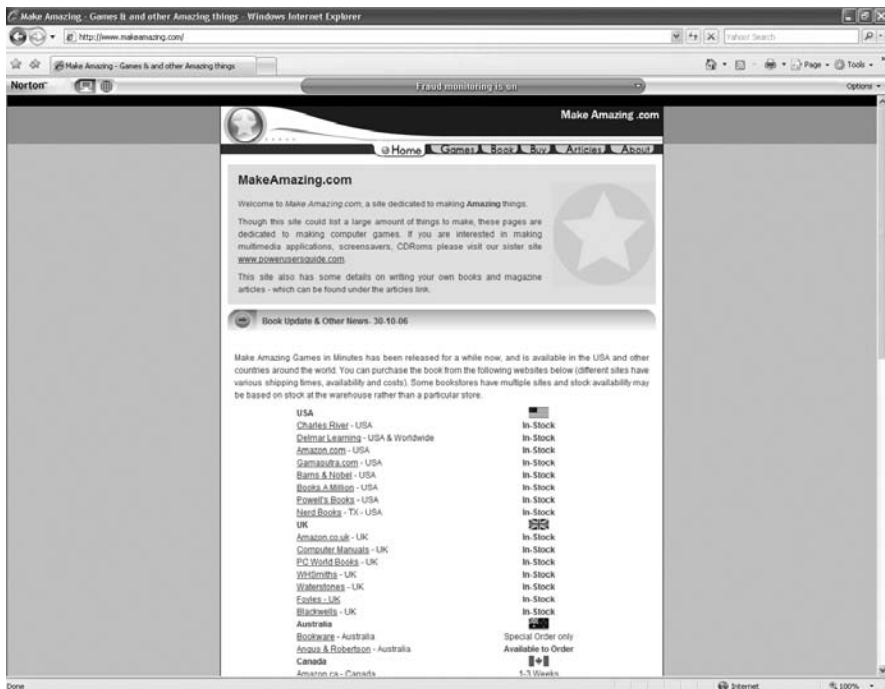 Make Amazing - Games & and other Amazing things - Windows Internet Explorer
http://www.makeamazing.com/
Yahoo! Search
Make Amazing - Games & and other Amazing things
Page
Tools
Norton
Fraud monitoring is on
Options
Make Amazing .com
Home Games Book Buy Articles About
MakeAmazing.com
Welcome to Make Amazing.com, a site dedicated to making Amazing things.
Though this site could list a large amount of things to make, these pages are
dedicated to making computer games. If you are interested in making
multimedia applications, screensavers, CDRoms please visit our sister site
www.powerusersguide.com.
This site also has some details on writing your own books and magazine
articles - which can be found under the articles link.
Book Update & Other News- 30-10-06
Make Amazing Games in Minutes has been released for a while now, and is available in the USA and other
countries around the world. You can purchase the book from the following websites below (different sites have
various shipping times, availability and costs). Some bookstores have multiple sites and stock availability may
be based on stock at the warehouse rather than a particular store.
USA
Charles River - USA In-Stock
Delmar Learning - USA & Worldwide In-Stock
Amazon.com - USA In-Stock
Gamasutra.com - USA In-Stock
Barns & Nobel - USA In-Stock
Books A Million - USA In-Stock
Powell's Books - USA In-Stock
Nerd Books - TX - USA In-Stock
UK
Amazon.co.uk - UK In-Stock
Computer Manuals - UK In-Stock
PC World Books - UK In-Stock
WHSmiths - UK In-Stock
Waterstones - UK In-Stock
Foyles - UK In-Stock
Blackwells - UK In-Stock
Australia
Bookware - Australia Special Order only
Angus & Robertson - Australia Available to Order
Canada
Amazon.ca - Canada 1-3 Weeks
Done
Internet
100%